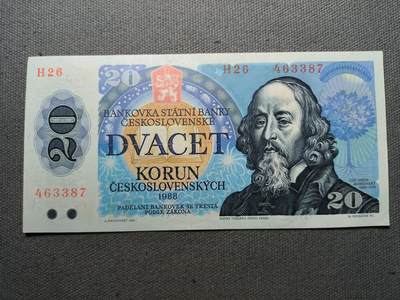 H26
20
H26 463387
BANKOVKA STÁTNÍ BANKY
ČESKOSLOVENSKÉ
DVACET
KORUN
ČESKOSLOVENSKÝCH
1988
PADĚLÁNÍ BANKOVEK SE TRESTÁ
PODLE ZÁKONA
20
463387
20